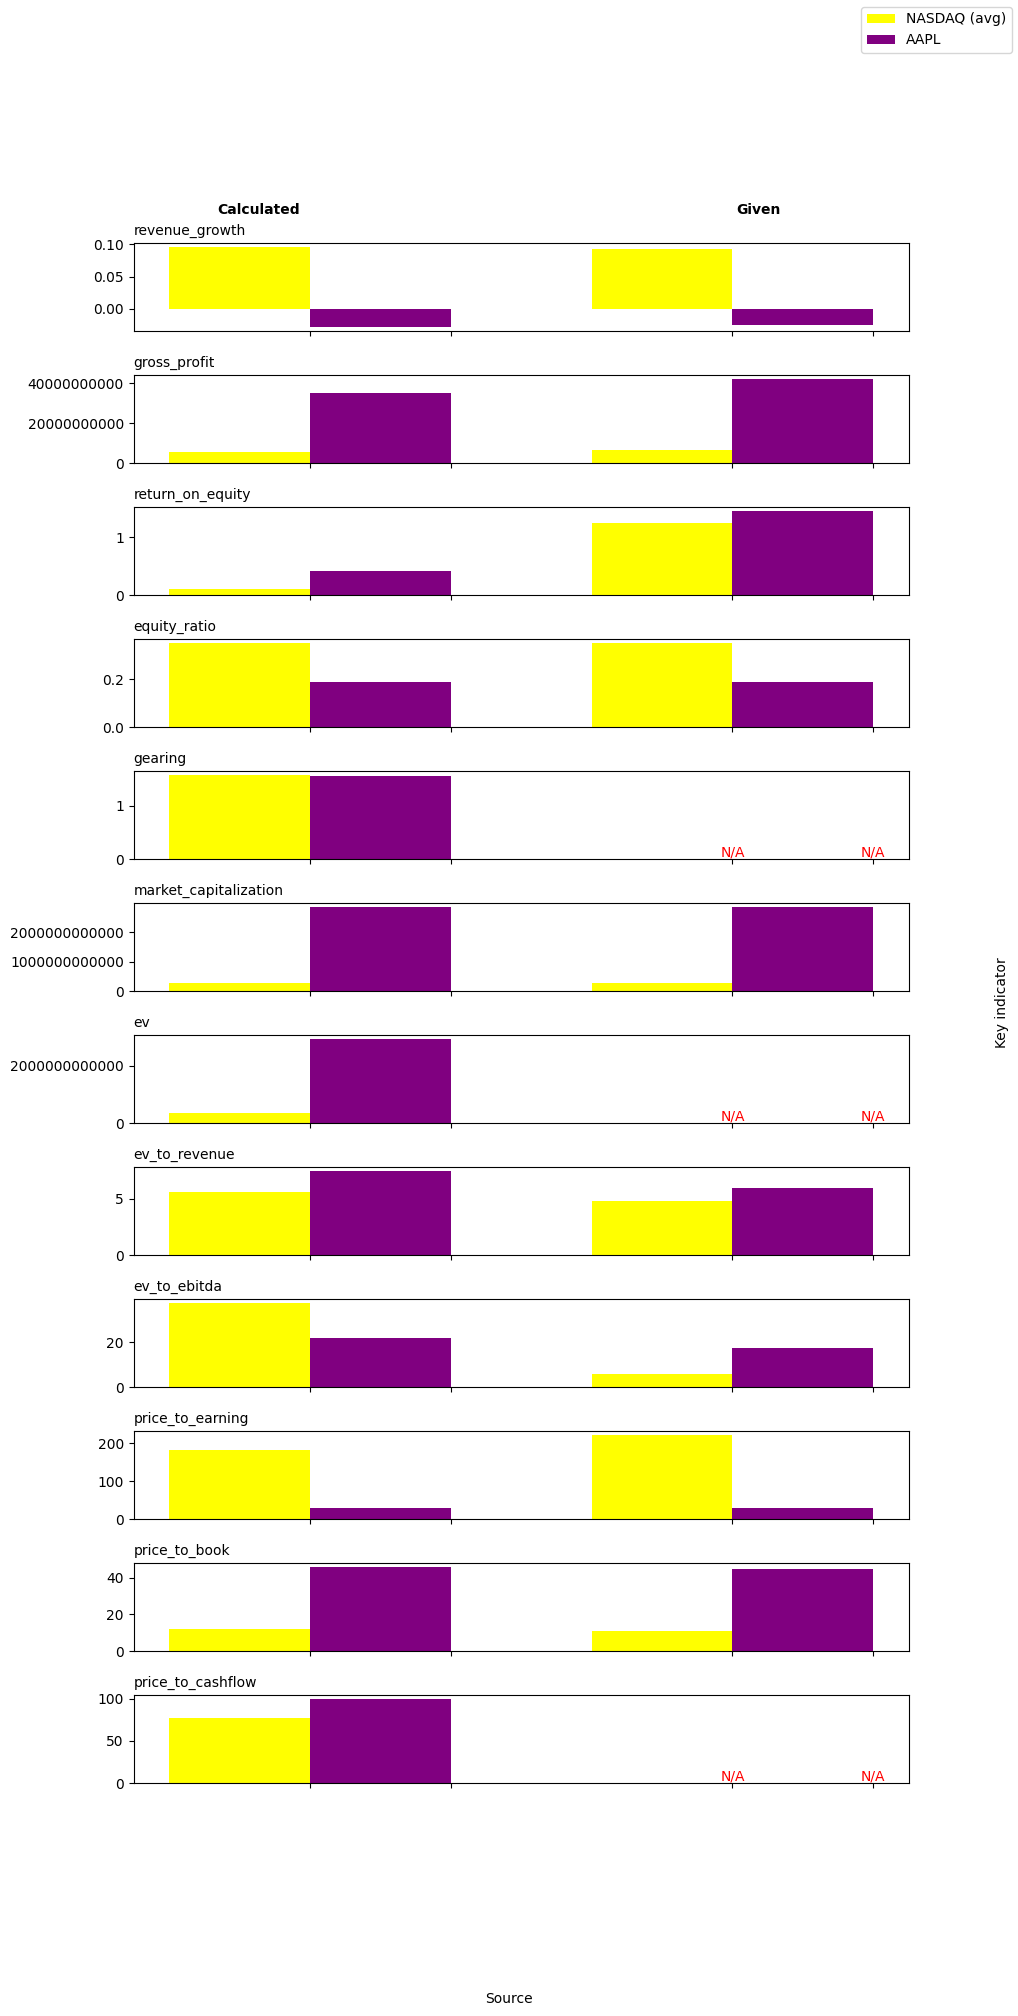 NASDAQ (avg)
AAPL
Calculated Given
revenue_growth
0.10
0.05
0.00
gross_profit
40000000000
20000000000
0
return_on_equity
1
0
equity_ratio
0.2
0.0
gearing
1
0
N/A N/A
market_capitalization
2000000000000
1000000000000
0
ev
2000000000000
0
N/A N/A
Key indicator
ev_to_revenue
5
0
ev_to_ebitda
20
0
price_to_earning
200
100
0
price_to_book
40
20
0
price_to_cashflow
100
50
0
N/A N/A
Source